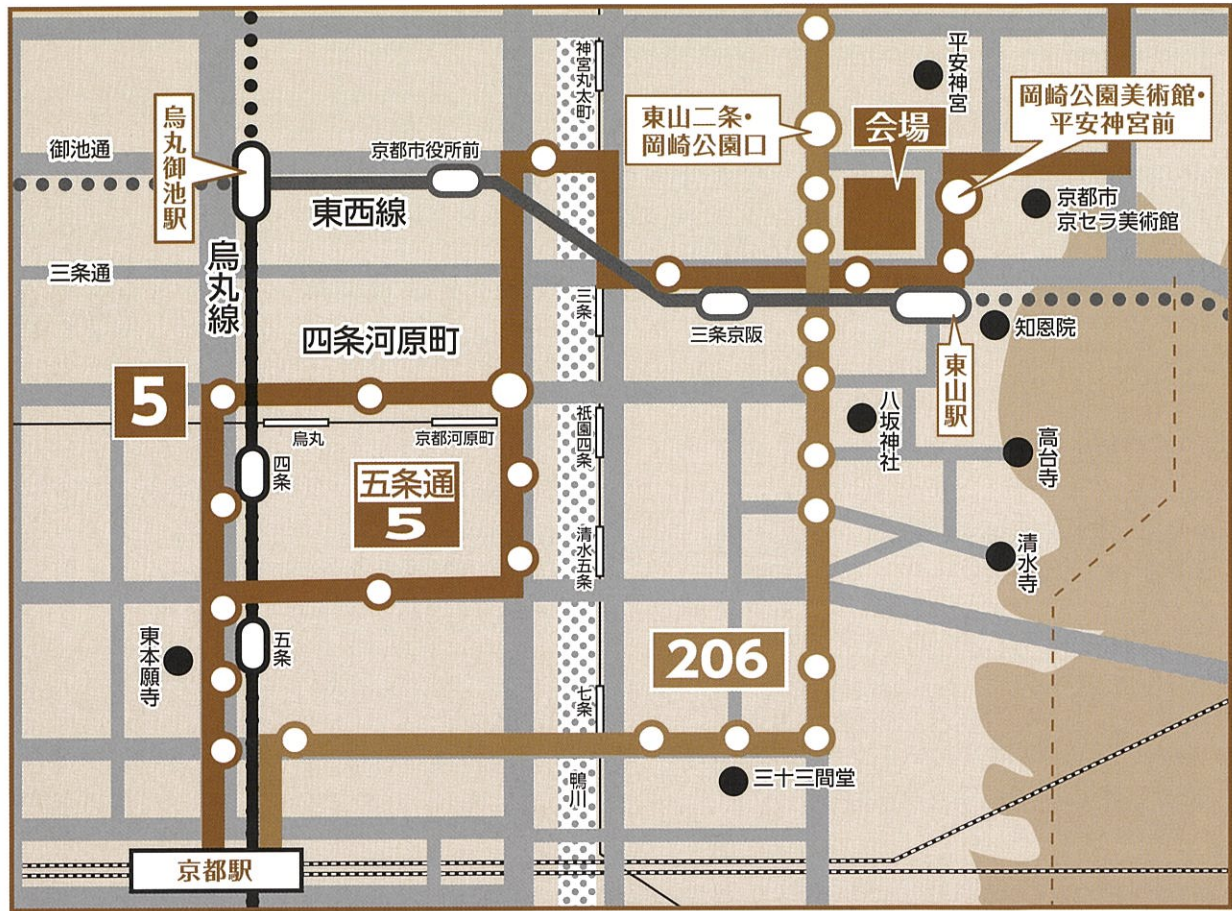 神宮丸太町
平安神宮
岡崎公園美術館・
平安神宮前
東山二条・
岡崎公園口
会場
烏丸御池駅
御池通
京都市役所前
東西線
京都市
京セラ美術館
三条通
烏丸線
三条
三条京阪
知恩院
東山駅
四条河原町
5
烏丸
京都河原町
祇園四条
八坂神社
高台寺
四条
五条通
5
清水五条
清水寺
東本願寺
五条
206
七条
三十三間堂
鴨川
京都駅